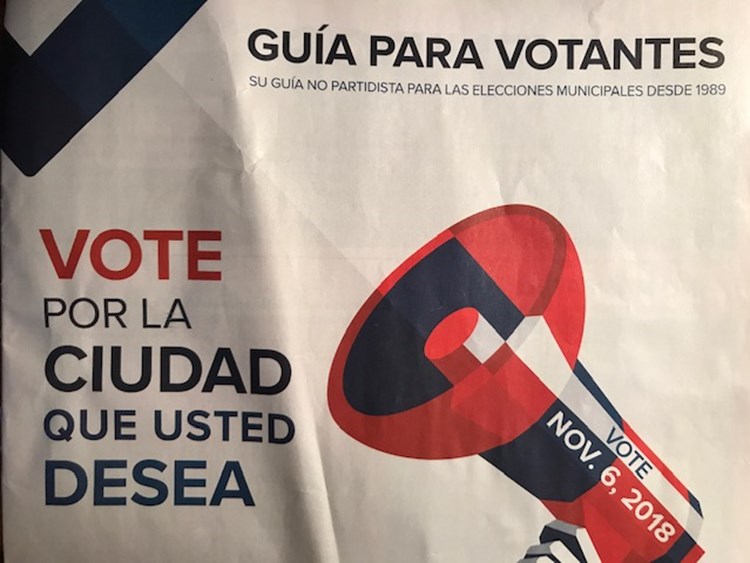 GUÍA PARA VOTANTES
SU GUÍA NO PARTIDISTA PARA LAS ELECCIONES MUNICIPALES DESDE 1989
VOTE
POR LA
CIUDAD
QUE USTED
DESEA
VOTE
NOV. 6, 2018